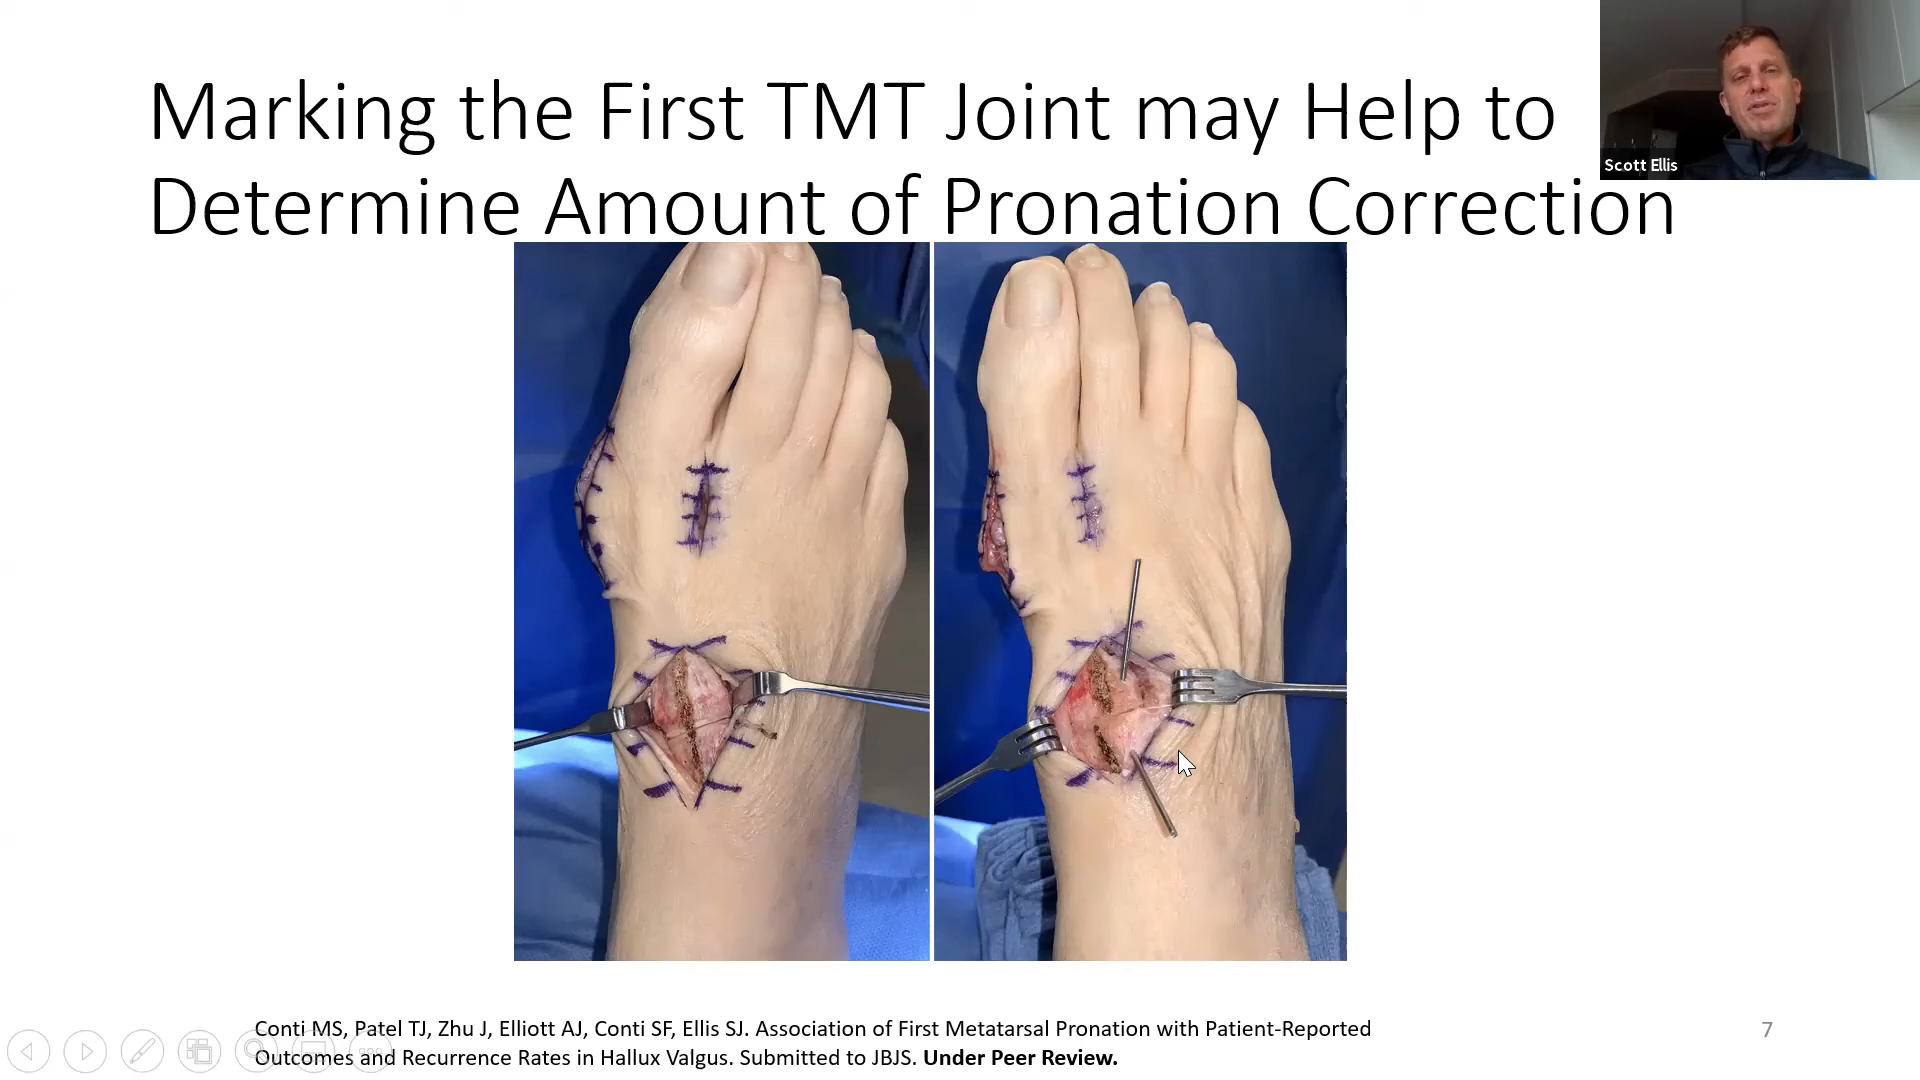 Marking the First TMT Joint may Help to
Determine Amount of Pronation Correction
Scott Ellis
Conti MS, Patel TJ, Zhu J, Elliott AJ, Conti SF, Ellis SJ. Association of First Metatarsal Pronation with Patient-Reported
Outcomes and Recurrence Rates in Hallux Valgus. Submitted to JBJS. Under Peer Review.
7